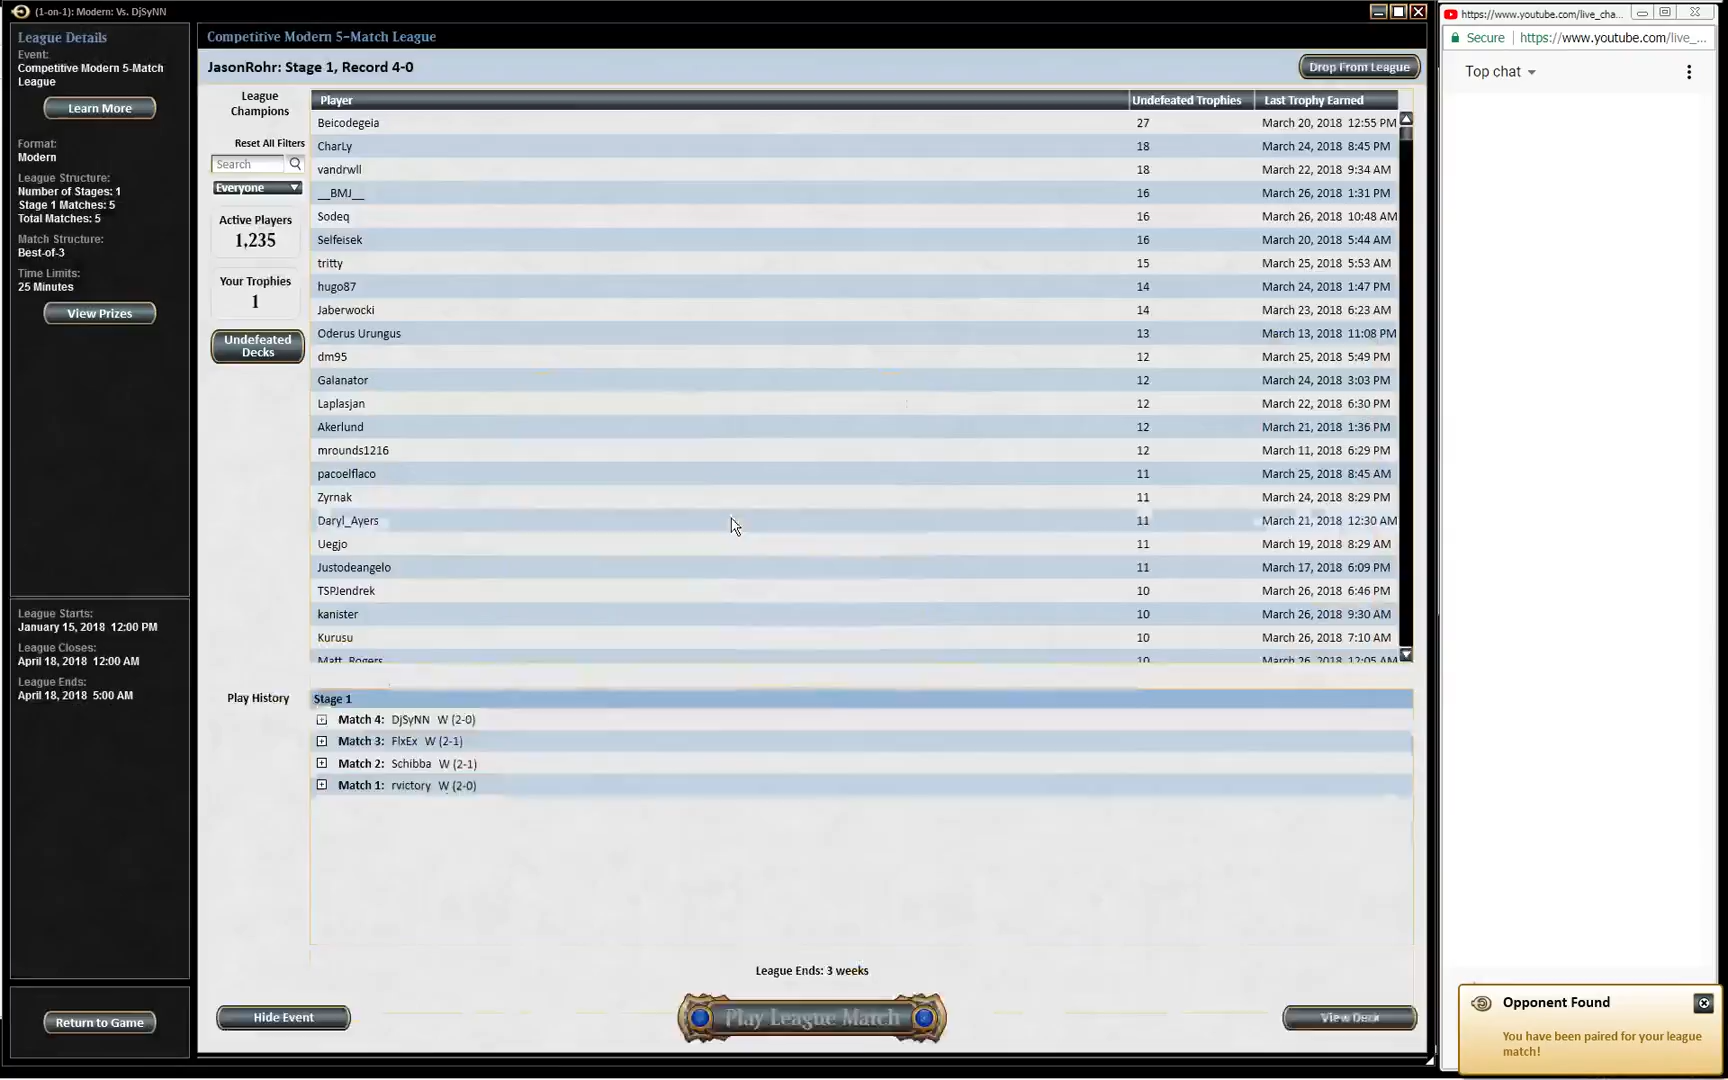 (1-on-1): Modern: Vs. DjSyNN
League Details
Event:
Competitive Modern 5-Match
League
Learn More
Format:
Modern
League Structure:
Number of Stages: 1
Stage 1 Matches: 5
Total Matches: 5
Match Structure:
Best-of-3
Time Limits:
25 Minutes
View Prizes
League Starts:
January 15, 2018 12:00 PM
League Closes:
April 18, 2018 12:00 AM
League Ends:
April 18, 2018 5:00 AM
Return to Game
Competitive Modern 5-Match League
JasonRohr: Stage 1, Record 4-0
Drop From League
League
Champions
Reset All Filters
Search
Everyone
Active Players
1,235
Your Trophies
1
Undefeated
Decks
Player Undefeated Trophies Last Trophy Earned
Beicodegeia 27 March 20, 2018 12:55 PM
CharLy 18 March 24, 2018 8:45 PM
vandrwll 18 March 22, 2018 9:34 AM
__BMJ__ 16 March 26, 2018 1:31 PM
Sodeq 16 March 26, 2018 10:48 AM
Selfeisek 16 March 20, 2018 5:44 AM
tritty 15 March 25, 2018 5:53 AM
hugo87 14 March 24, 2018 1:47 PM
Jaberwocki 14 March 23, 2018 6:23 AM
Oderus Urungus 13 March 13, 2018 11:08 PM
dm95 12 March 25, 2018 5:49 PM
Galanator 12 March 24, 2018 3:03 PM
Laplasjan 12 March 22, 2018 6:30 PM
Akerlund 12 March 21, 2018 1:36 PM
mrounds1216 12 March 11, 2018 6:29 PM
pacoelflaco 11 March 25, 2018 8:45 AM
Zyrnak 11 March 24, 2018 8:29 PM
Daryl_Ayers 11 March 21, 2018 12:30 AM
Uegjo 11 March 19, 2018 8:29 AM
Justodeangelo 11 March 17, 2018 6:09 PM
TSPJendrek 10 March 26, 2018 6:46 PM
kanister 10 March 26, 2018 9:30 AM
Kurusu 10 March 26, 2018 7:10 AM
Matt_Rogers 10 March 26, 2018 12:05 AM
Play History
Stage 1
Match 4: DjSyNN W (2-0)
Match 3: FlxEx W (2-1)
Match 2: Schibba W (2-1)
Match 1: rvictory W (2-0)
League Ends: 3 weeks
Hide Event
Play League Match
View Deck
https://www.youtube.com/live_cha...
Secure https://www.youtube.com/live_...
Top chat
Opponent Found
You have been paired for your league
match!